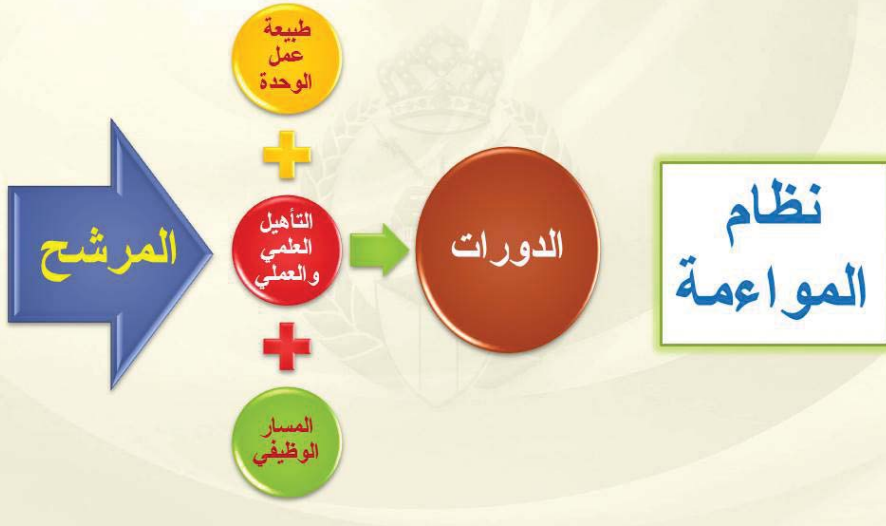 نظام
المواءمة
الدورات
طبيعة
عمل
الوحدة
التأهيل
العلمي
والعملي
المسار
الوظيفي
المرشح